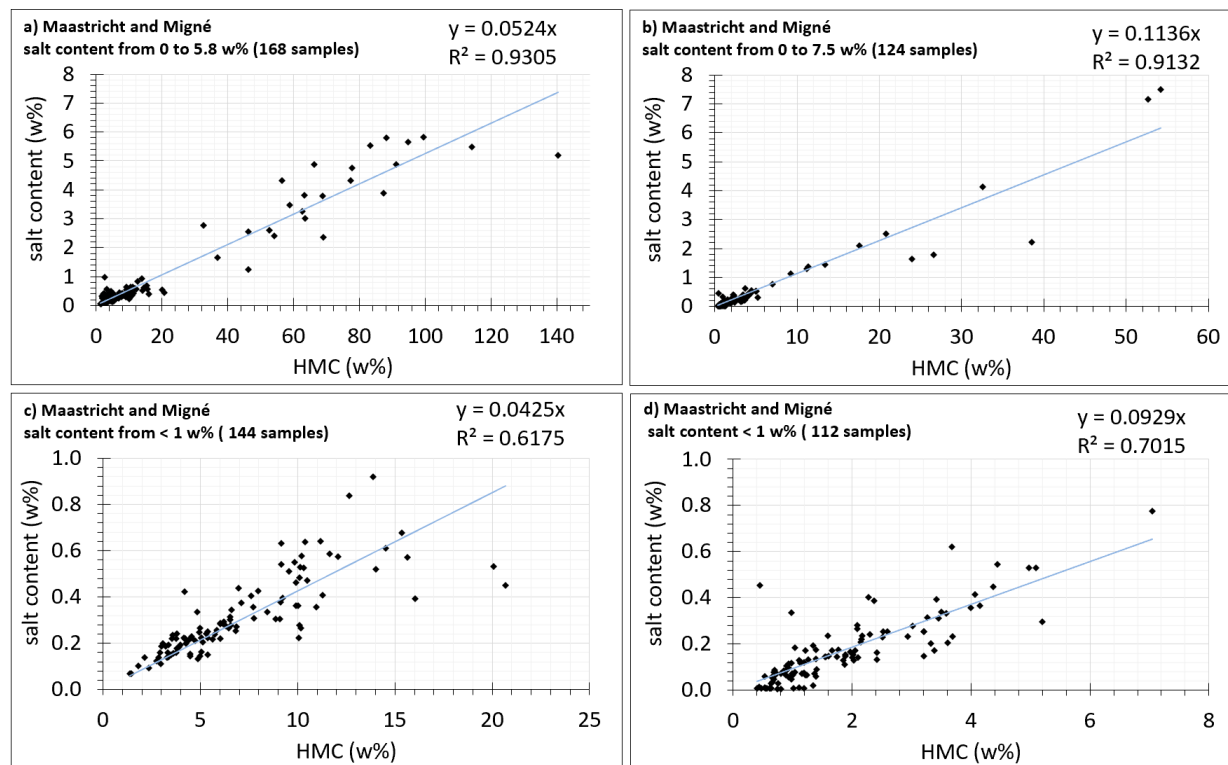 a) Maastricht and Migné
salt content from 0 to 5.8 w% (168 samples)
y = 0.0524x
R² = 0.9305
8
7
6
5
4
3
2
1
0
salt content (w%)
0 20 40 60 80 100 120 140
HMC (w%)
b) Maastricht and Migné
salt content from 0 to 7.5 w% (124 samples)
y = 0.1136x
R² = 0.9132
8
7
6
5
4
3
2
1
0
salt content (w%)
0 10 20 30 40 50 60
HMC (w%)
c) Maastricht and Migné
salt content from < 1 w% ( 144 samples)
y = 0.0425x
R² = 0.6175
1.0
0.8
0.6
0.4
0.2
0.0
salt content (w%)
0 5 10 15 20 25
HMC (w%)
d) Maastricht and Migné
salt content < 1 w% ( 112 samples)
y = 0.0929x
R² = 0.7015
1.0
0.8
0.6
0.4
0.2
0.0
salt content (w%)
0 2 4 6 8
HMC (w%)